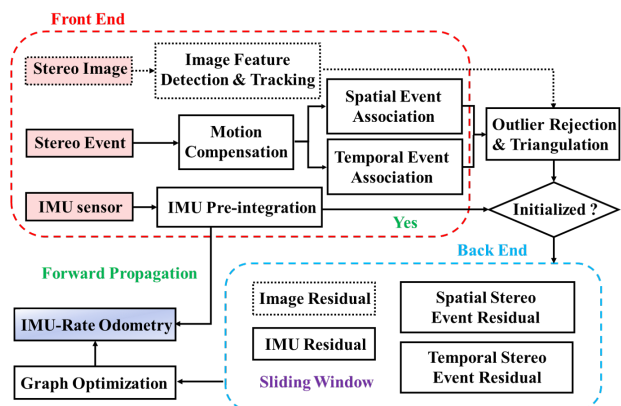 Front End
Stereo Image
Image Feature
Detection & Tracking
Stereo Event
Motion
Compensation
Spatial Event
Association
Temporal Event
Association
Outlier Rejection
& Triangulation
IMU sensor
IMU Pre-integration
Initialized ?
Yes
Back End
Forward Propagation
IMU-Rate Odometry
Graph Optimization
Image Residual
IMU Residual
Sliding Window
Spatial Stereo
Event Residual
Temporal Stereo
Event Residual